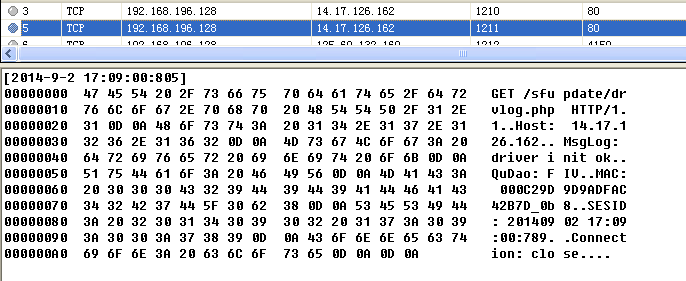 3 TCP 192.168.196.128 14.17.126.162 1210 80
5 TCP 192.168.196.128 14.17.126.162 1211 80
[2014-9-2 17:09:00:805]
00000000 47 45 54 20 2F 73 66 75 70 64 61 74 65 2F 64 72 GET /sfu pdate/dr
00000010 76 6C 6F 67 2E 70 68 70 20 48 54 54 50 2F 31 2E vlog.php HTTP/1.
00000020 31 0D 0A 48 6F 73 74 3A 20 31 34 2E 31 37 2E 31 1..Host: 14.17.1
00000030 32 36 2E 31 36 32 0D 0A 4D 73 67 4C 6F 67 3A 20 26.162.. MsgLog:
00000040 64 72 69 76 65 72 20 69 6E 69 74 20 6F 6B 0D 0A driver i nit ok..
00000050 51 75 44 61 6F 3A 20 46 49 56 0D 0A 4D 41 43 3A QuDao: F IV..MAC:
00000060 20 30 30 30 43 32 39 44 39 44 39 41 44 46 41 43 000C29D 9D9ADFAC
00000070 34 32 42 37 44 5F 30 62 38 0D 0A 53 45 53 49 44 42B7D_0b 8..SESID
00000080 3A 20 32 30 31 34 30 39 30 32 20 31 37 3A 30 39 : 201409 02 17:09
00000090 3A 30 30 3A 37 38 39 0D 0A 43 6F 6E 6E 65 63 74 :00:789. .Connect
000000A0 69 6F 6E 3A 20 63 6C 6F 73 65 0D 0A 0D 0A ion: clo se....